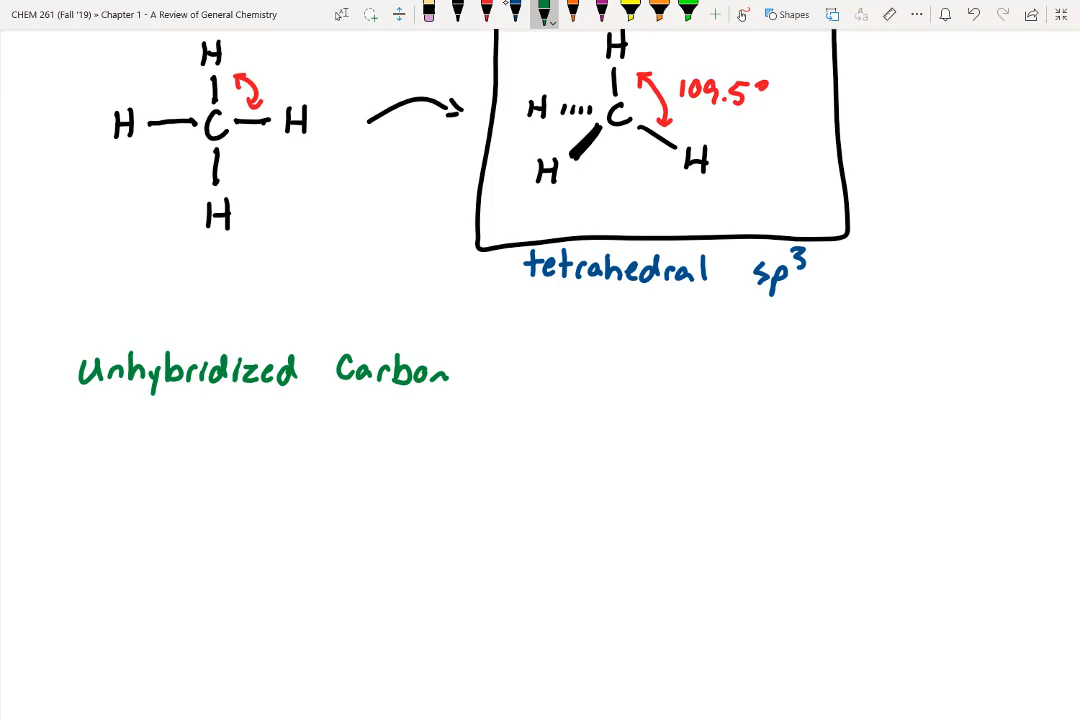 CHEM 261 (Fall '19) » Chapter 1 - A Review of General Chemistry
Shapes
H
H C H
H
H
H C
H H
109.5°
tetrahedral sp³
Unhybridized Carbon